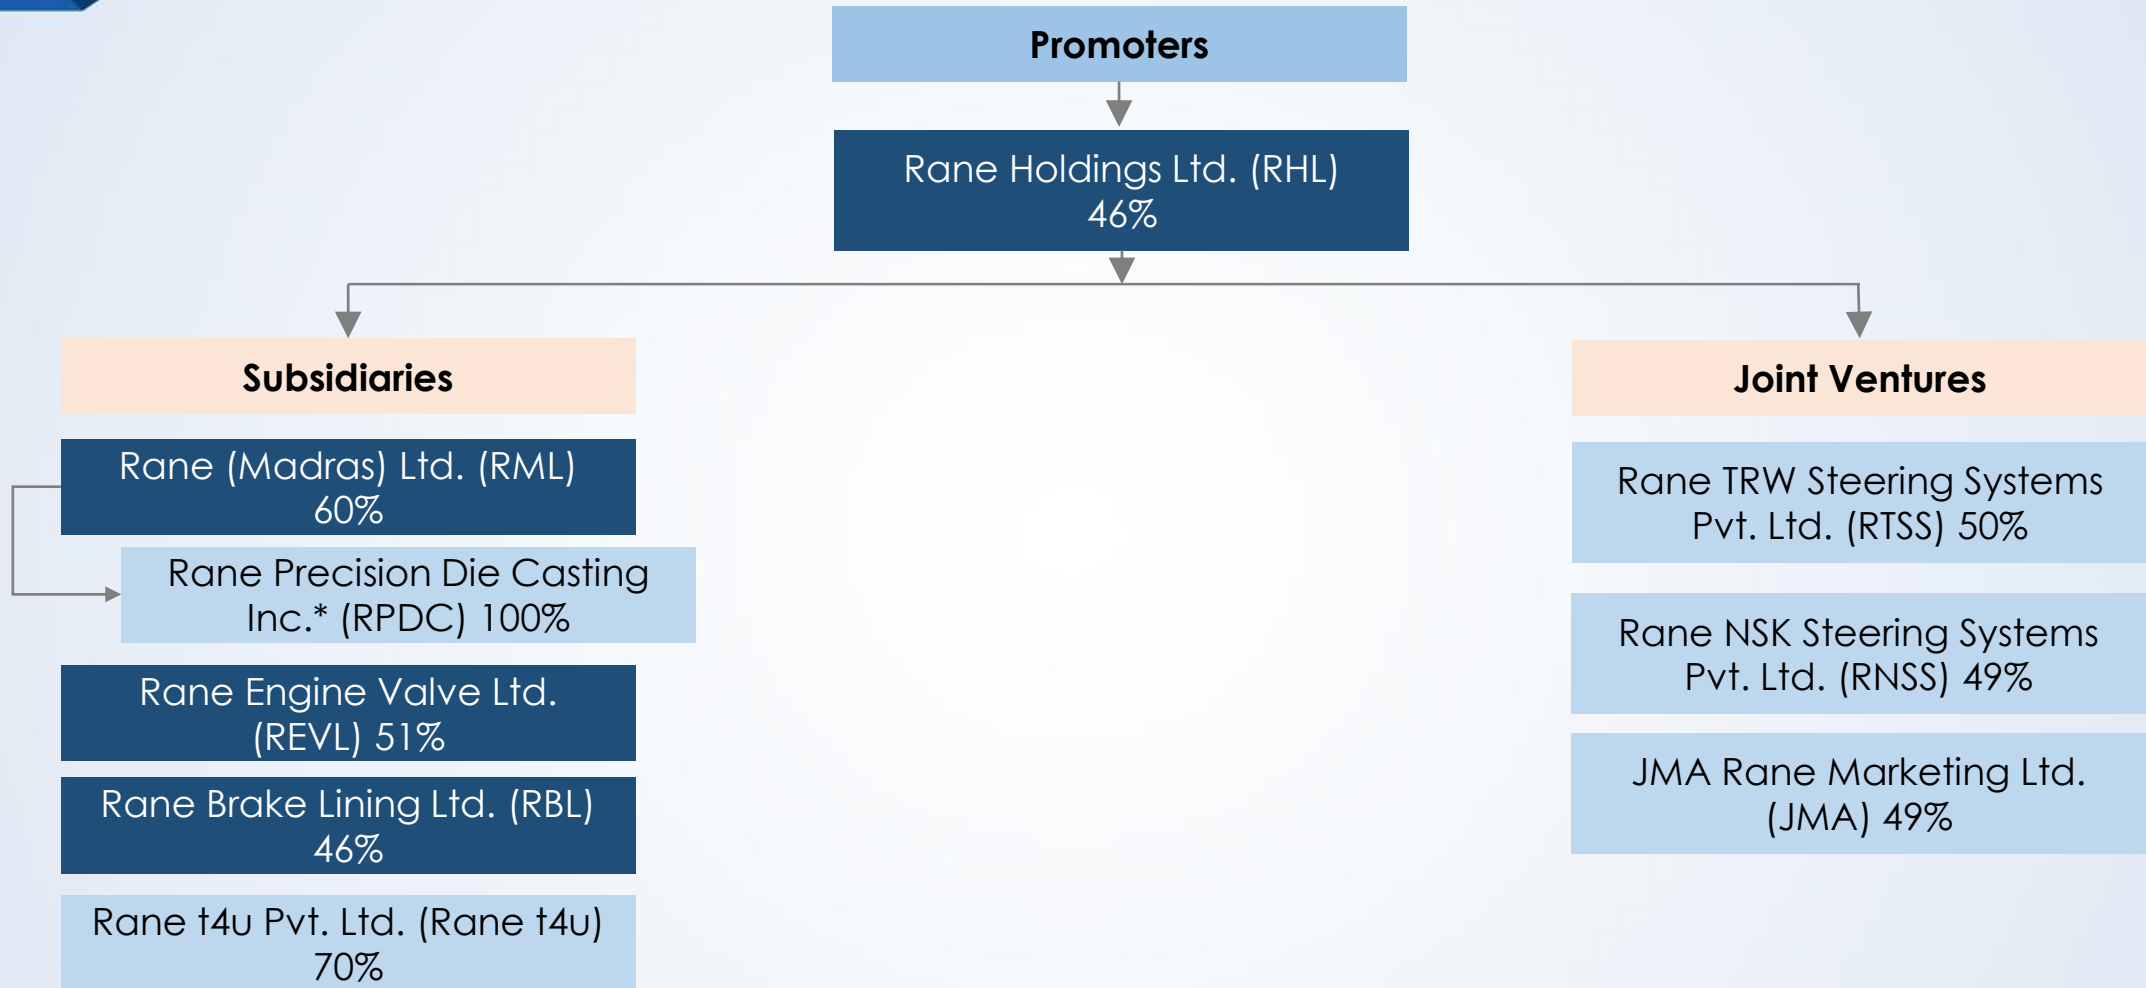 Promoters
Rane Holdings Ltd. (RHL)
46%
Subsidiaries
Rane (Madras) Ltd. (RML)
60%
Rane Precision Die Casting
Inc.* (RPDC) 100%
Rane Engine Valve Ltd.
(REVL) 51%
Rane Brake Lining Ltd. (RBL)
46%
Rane t4u Pvt. Ltd. (Rane t4u)
70%
Joint Ventures
Rane TRW Steering Systems
Pvt. Ltd. (RTSS) 50%
Rane NSK Steering Systems
Pvt. Ltd. (RNSS) 49%
JMA Rane Marketing Ltd.
(JMA) 49%